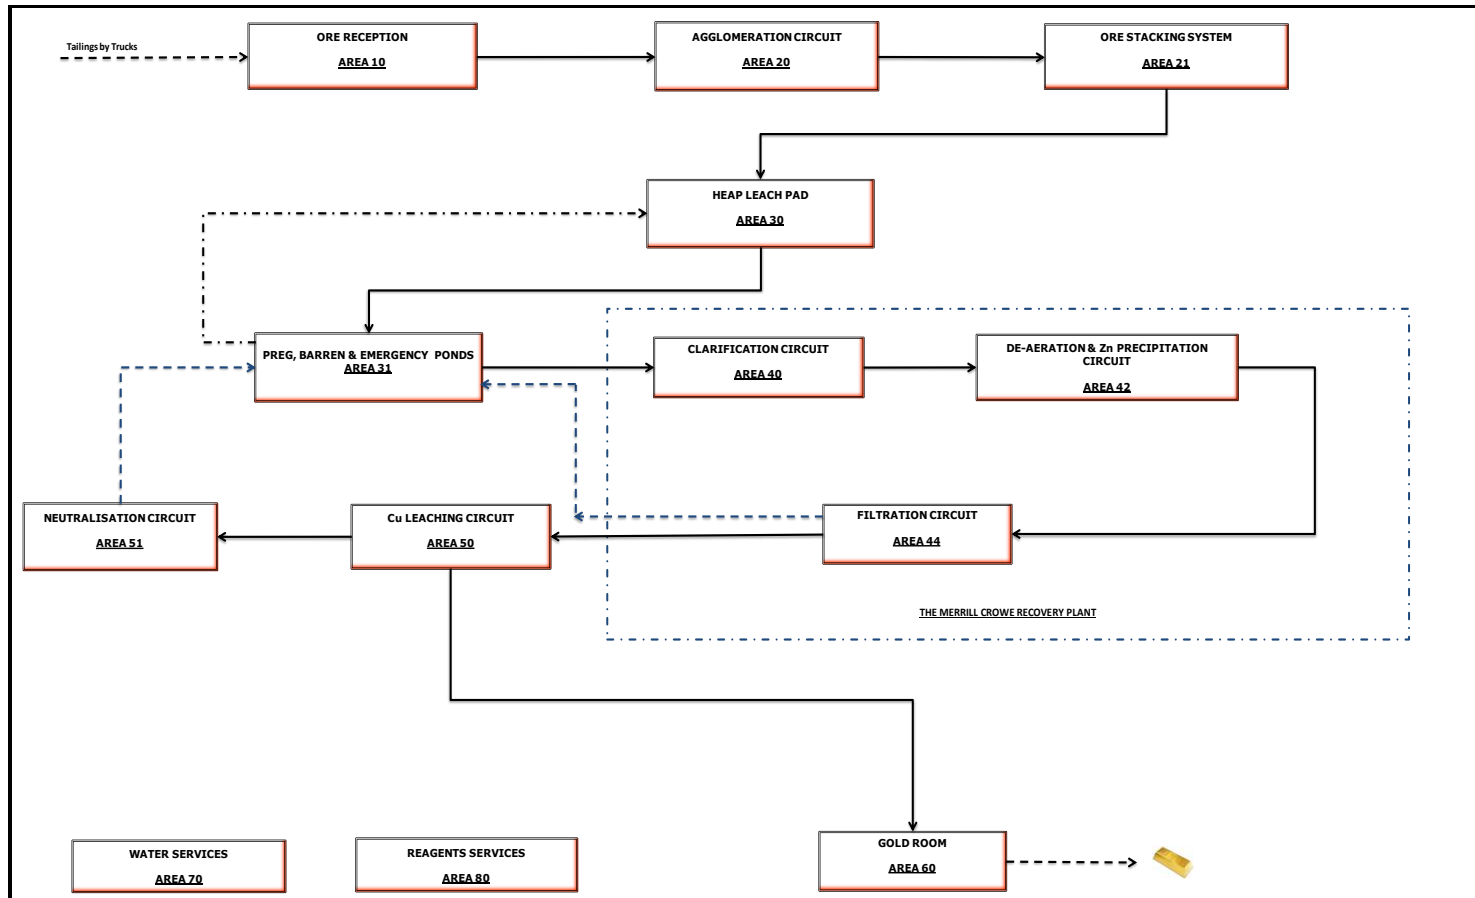 Tailings by Trucks
ORE RECEPTION
AREA 10
AGGLOMERATION CIRCUIT
AREA 20
ORE STACKING SYSTEM
AREA 21
HEAP LEACH PAD
AREA 30
PREG, BARREN & EMERGENCY PONDS
AREA 31
CLARIFICATION CIRCUIT
AREA 40
DE-AERATION & Zn PRECIPITATION
CIRCUIT
AREA 42
NEUTRALISATION CIRCUIT
AREA 51
Cu LEACHING CIRCUIT
AREA 50
FILTRATION CIRCUIT
AREA 44
THE MERRILL CROWE RECOVERY PLANT
WATER SERVICES
AREA 70
REAGENTS SERVICES
AREA 80
GOLD ROOM
AREA 60